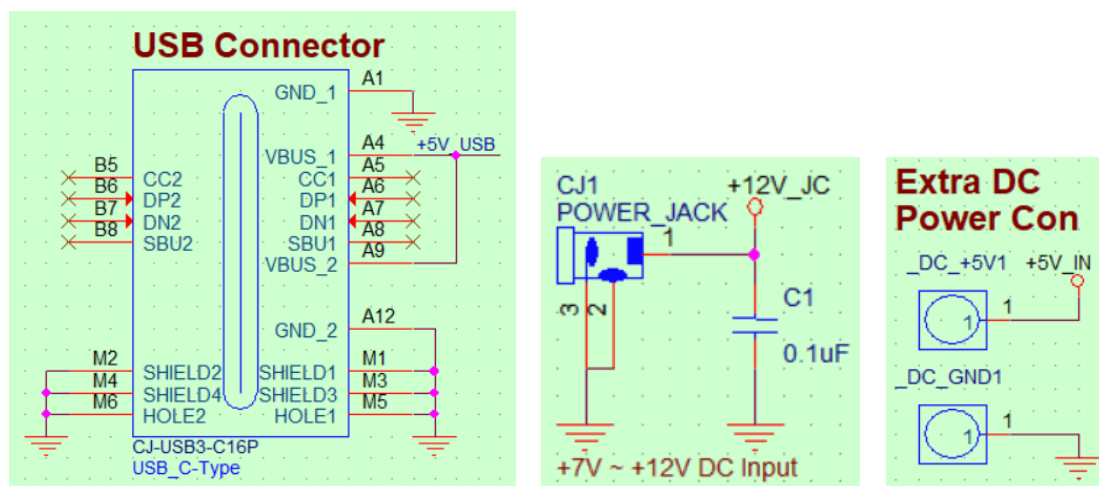 USB Connector
A1
GND_1
A4
+5V_USB
VBUS_1
B5
A5
CC2
CC1
B6
A6
DP2
DP1
B7
A7
DN2
DN1
B8
A8
SBU2
SBU1
A9
VBUS_2
A12
GND_2
M2
M1
SHIELD2
SHIELD1
M4
M3
SHIELD4
SHIELD3
M6
M5
HOLE2
HOLE1
CJ-USB3-C16P
USB_C-Type
CJ1
+12V_JC
POWER_JACK
1
3
2
C1
0.1uF
+7V ~ +12V DC Input
Extra DC
Power Con
_DC_+5V1
+5V_IN
1
1
_DC_GND1
1
1